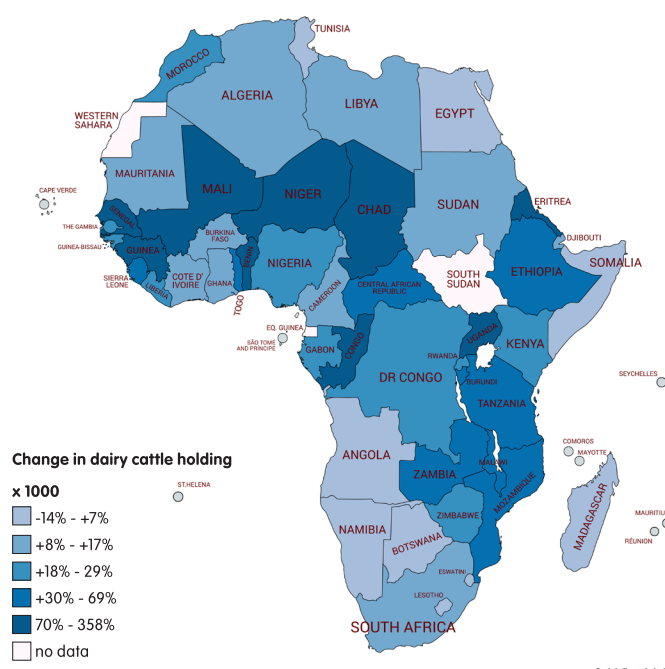 TUNISIA
MOROCCO
ALGERIA
LIBYA
EGYPT
WESTERN
SAHARA
MAURITANIA
MALI
NIGER
CHAD
SUDAN
ERITREA
CAPE VERDE
SENEGAL
THE GAMBIA
GUINEA-BISSAU
GUINEA
BURKINA
FASO
BENIN
NIGERIA
DJIBOUTI
SOMALIA
ETHIOPIA
SOUTH
SUDAN
CENTRAL AFRICAN
REPUBLIC
SIERRA
LEONE
LIBERIA
COTE D'
IVOIRE
GHANA
TOGO
CAMEROON
EQ. GUINEA
SÃO TOMÉ
AND PRINCIPE
GABON
CONGO
DR CONGO
UGANDA
KENYA
RWANDA
BURUNDI
TANZANIA
SEYCHELLES
COMOROS
MAYOTTE
ANGOLA
ZAMBIA
MALAWI
MOZAMBIQUE
ZIMBABWE
MADAGASCAR
MAURITIU
RÉUNION
NAMIBIA
BOTSWANA
ESWATINI
LESOTHO
SOUTH AFRICA
ST.HELENA
Change in dairy cattle holding
x 1000
-14% - +7%
+8% - +17%
+18% - 29%
+30% - 69%
70% - 358%
no data